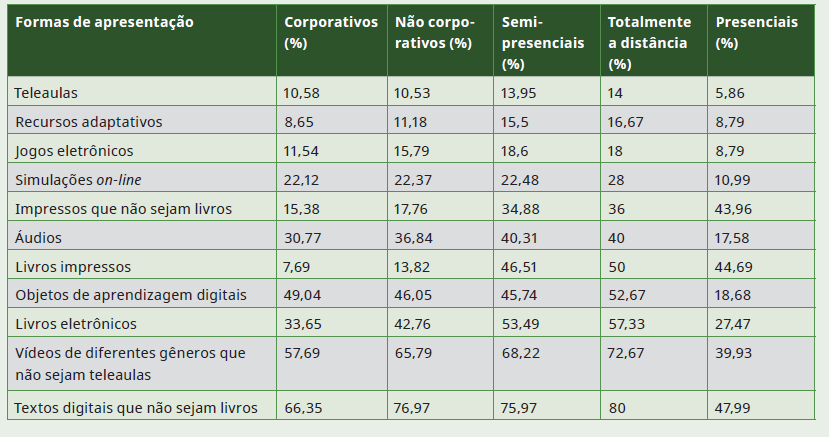 Formas de apresentação Corporativos (%) Não corpo-rativos (%) Semi-presenciais (%) Totalmente a distância (%) Presenciais (%)
Teleaulas 10,58 10,53 13,95 14 5,86
Recursos adaptativos 8,65 11,18 15,5 16,67 8,79
Jogos eletrônicos 11,54 15,79 18,6 18 8,79
Simulações on-line 22,12 22,37 22,48 28 10,99
Impressos que não sejam livros 15,38 17,76 34,88 36 43,96
Áudios 30,77 36,84 40,31 40 17,58
Livros impressos 7,69 13,82 46,51 50 44,69
Objetos de aprendizagem digitais 49,04 46,05 45,74 52,67 18,68
Livros eletrônicos 33,65 42,76 53,49 57,33 27,47
Vídeos de diferentes gêneros que 57,69 65,79 68,22 72,67 39,93
não sejam teleaulas
Textos digitais que não sejam livros 66,35 76,97 75,97 80 47,99